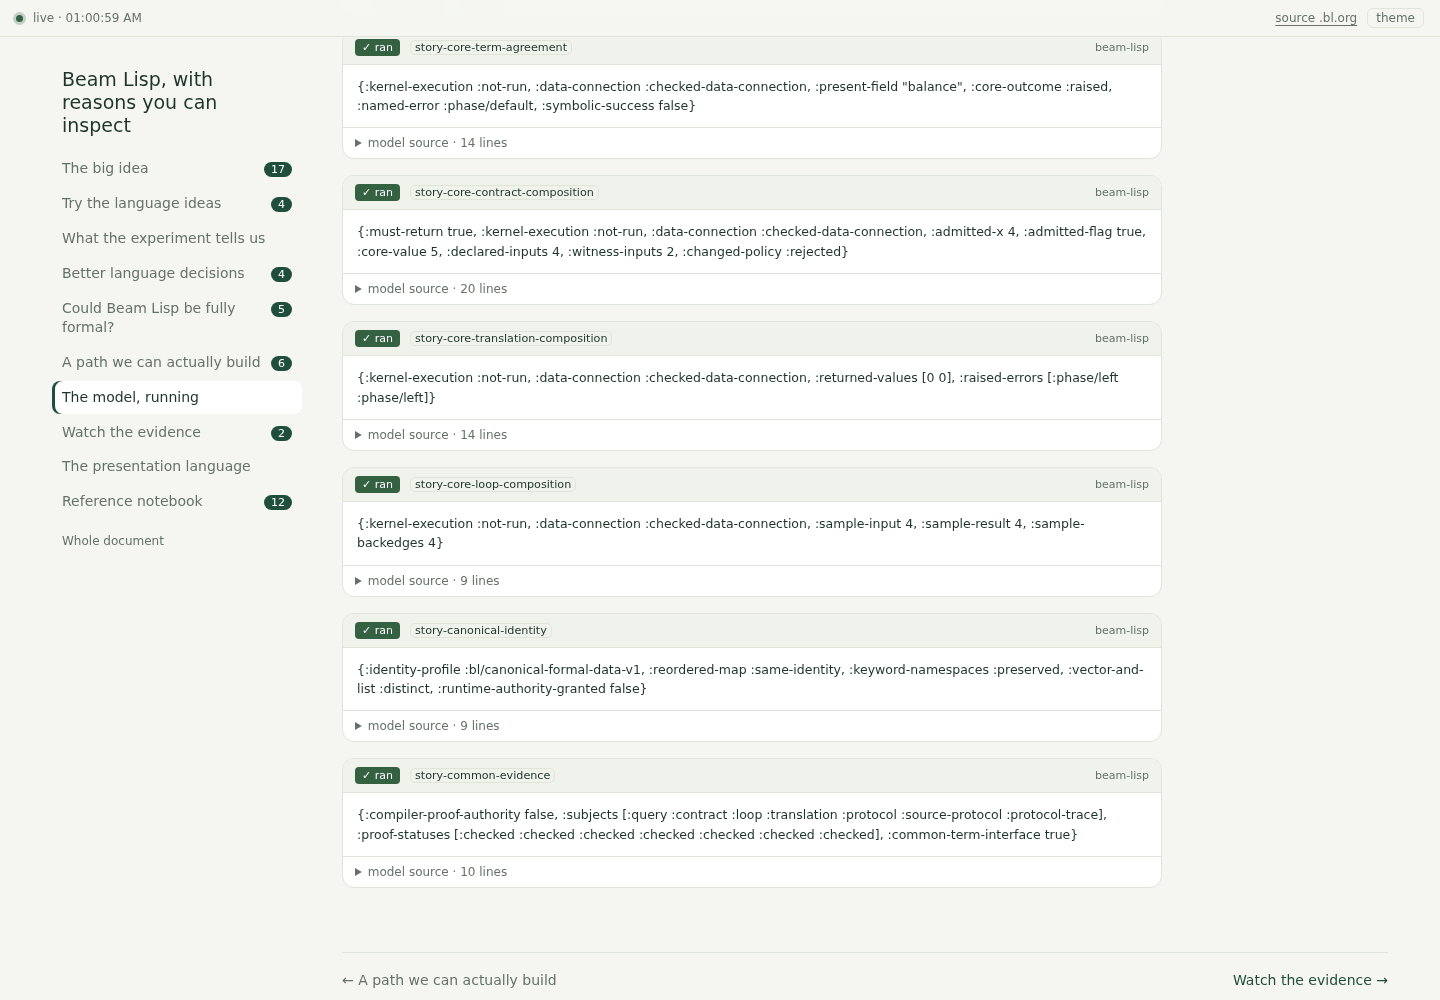 live · 01:00:59 AM
source .bl.org
theme
Beam Lisp, with
reasons you can
inspect
The big idea 17
Try the language ideas 4
What the experiment tells us
Better language decisions 4
Could Beam Lisp be fully 5
formal?
A path we can actually build 6
The model, running
Watch the evidence 2
The presentation language
Reference notebook 12
Whole document
✓ ran story-core-term-agreement beam-lisp
{:kernel-execution :not-run, :data-connection :checked-data-connection, :present-field "balance", :core-outcome :raised,
:named-error :phase/default, :symbolic-success false}
▶ model source · 14 lines
✓ ran story-core-contract-composition beam-lisp
{:must-return true, :kernel-execution :not-run, :data-connection :checked-data-connection, :admitted-x 4, :admitted-flag true,
:core-value 5, :declared-inputs 4, :witness-inputs 2, :changed-policy :rejected}
▶ model source · 20 lines
✓ ran story-core-translation-composition beam-lisp
{:kernel-execution :not-run, :data-connection :checked-data-connection, :returned-values [0 0], :raised-errors [:phase/left
:phase/left]}
▶ model source · 14 lines
✓ ran story-core-loop-composition beam-lisp
{:kernel-execution :not-run, :data-connection :checked-data-connection, :sample-input 4, :sample-result 4, :sample-
backedges 4}
▶ model source · 9 lines
✓ ran story-canonical-identity beam-lisp
{:identity-profile :bl/canonical-formal-data-v1, :reordered-map :same-identity, :keyword-namespaces :preserved, :vector-and-
list :distinct, :runtime-authority-granted false}
▶ model source · 9 lines
✓ ran story-common-evidence beam-lisp
{:compiler-proof-authority false, :subjects [:query :contract :loop :translation :protocol :source-protocol :protocol-trace],
:proof-statuses [:checked :checked :checked :checked :checked :checked :checked], :common-term-interface true}
▶ model source · 10 lines
← A path we can actually build
Watch the evidence →